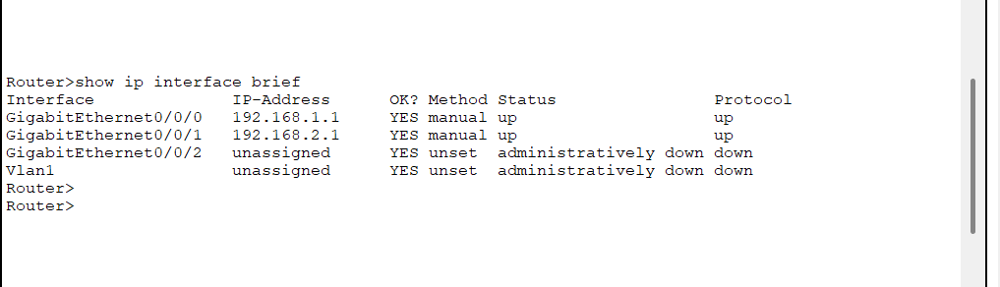 Router>show ip interface brief
Interface              IP-Address      OK? Method Status                Protocol
GigabitEthernet0/0/0   192.168.1.1     YES manual up                    up
GigabitEthernet0/0/1   192.168.2.1     YES manual up                    up
GigabitEthernet0/0/2   unassigned      YES unset  administratively down down
Vlan1                  unassigned      YES unset  administratively down down
Router>
Router>